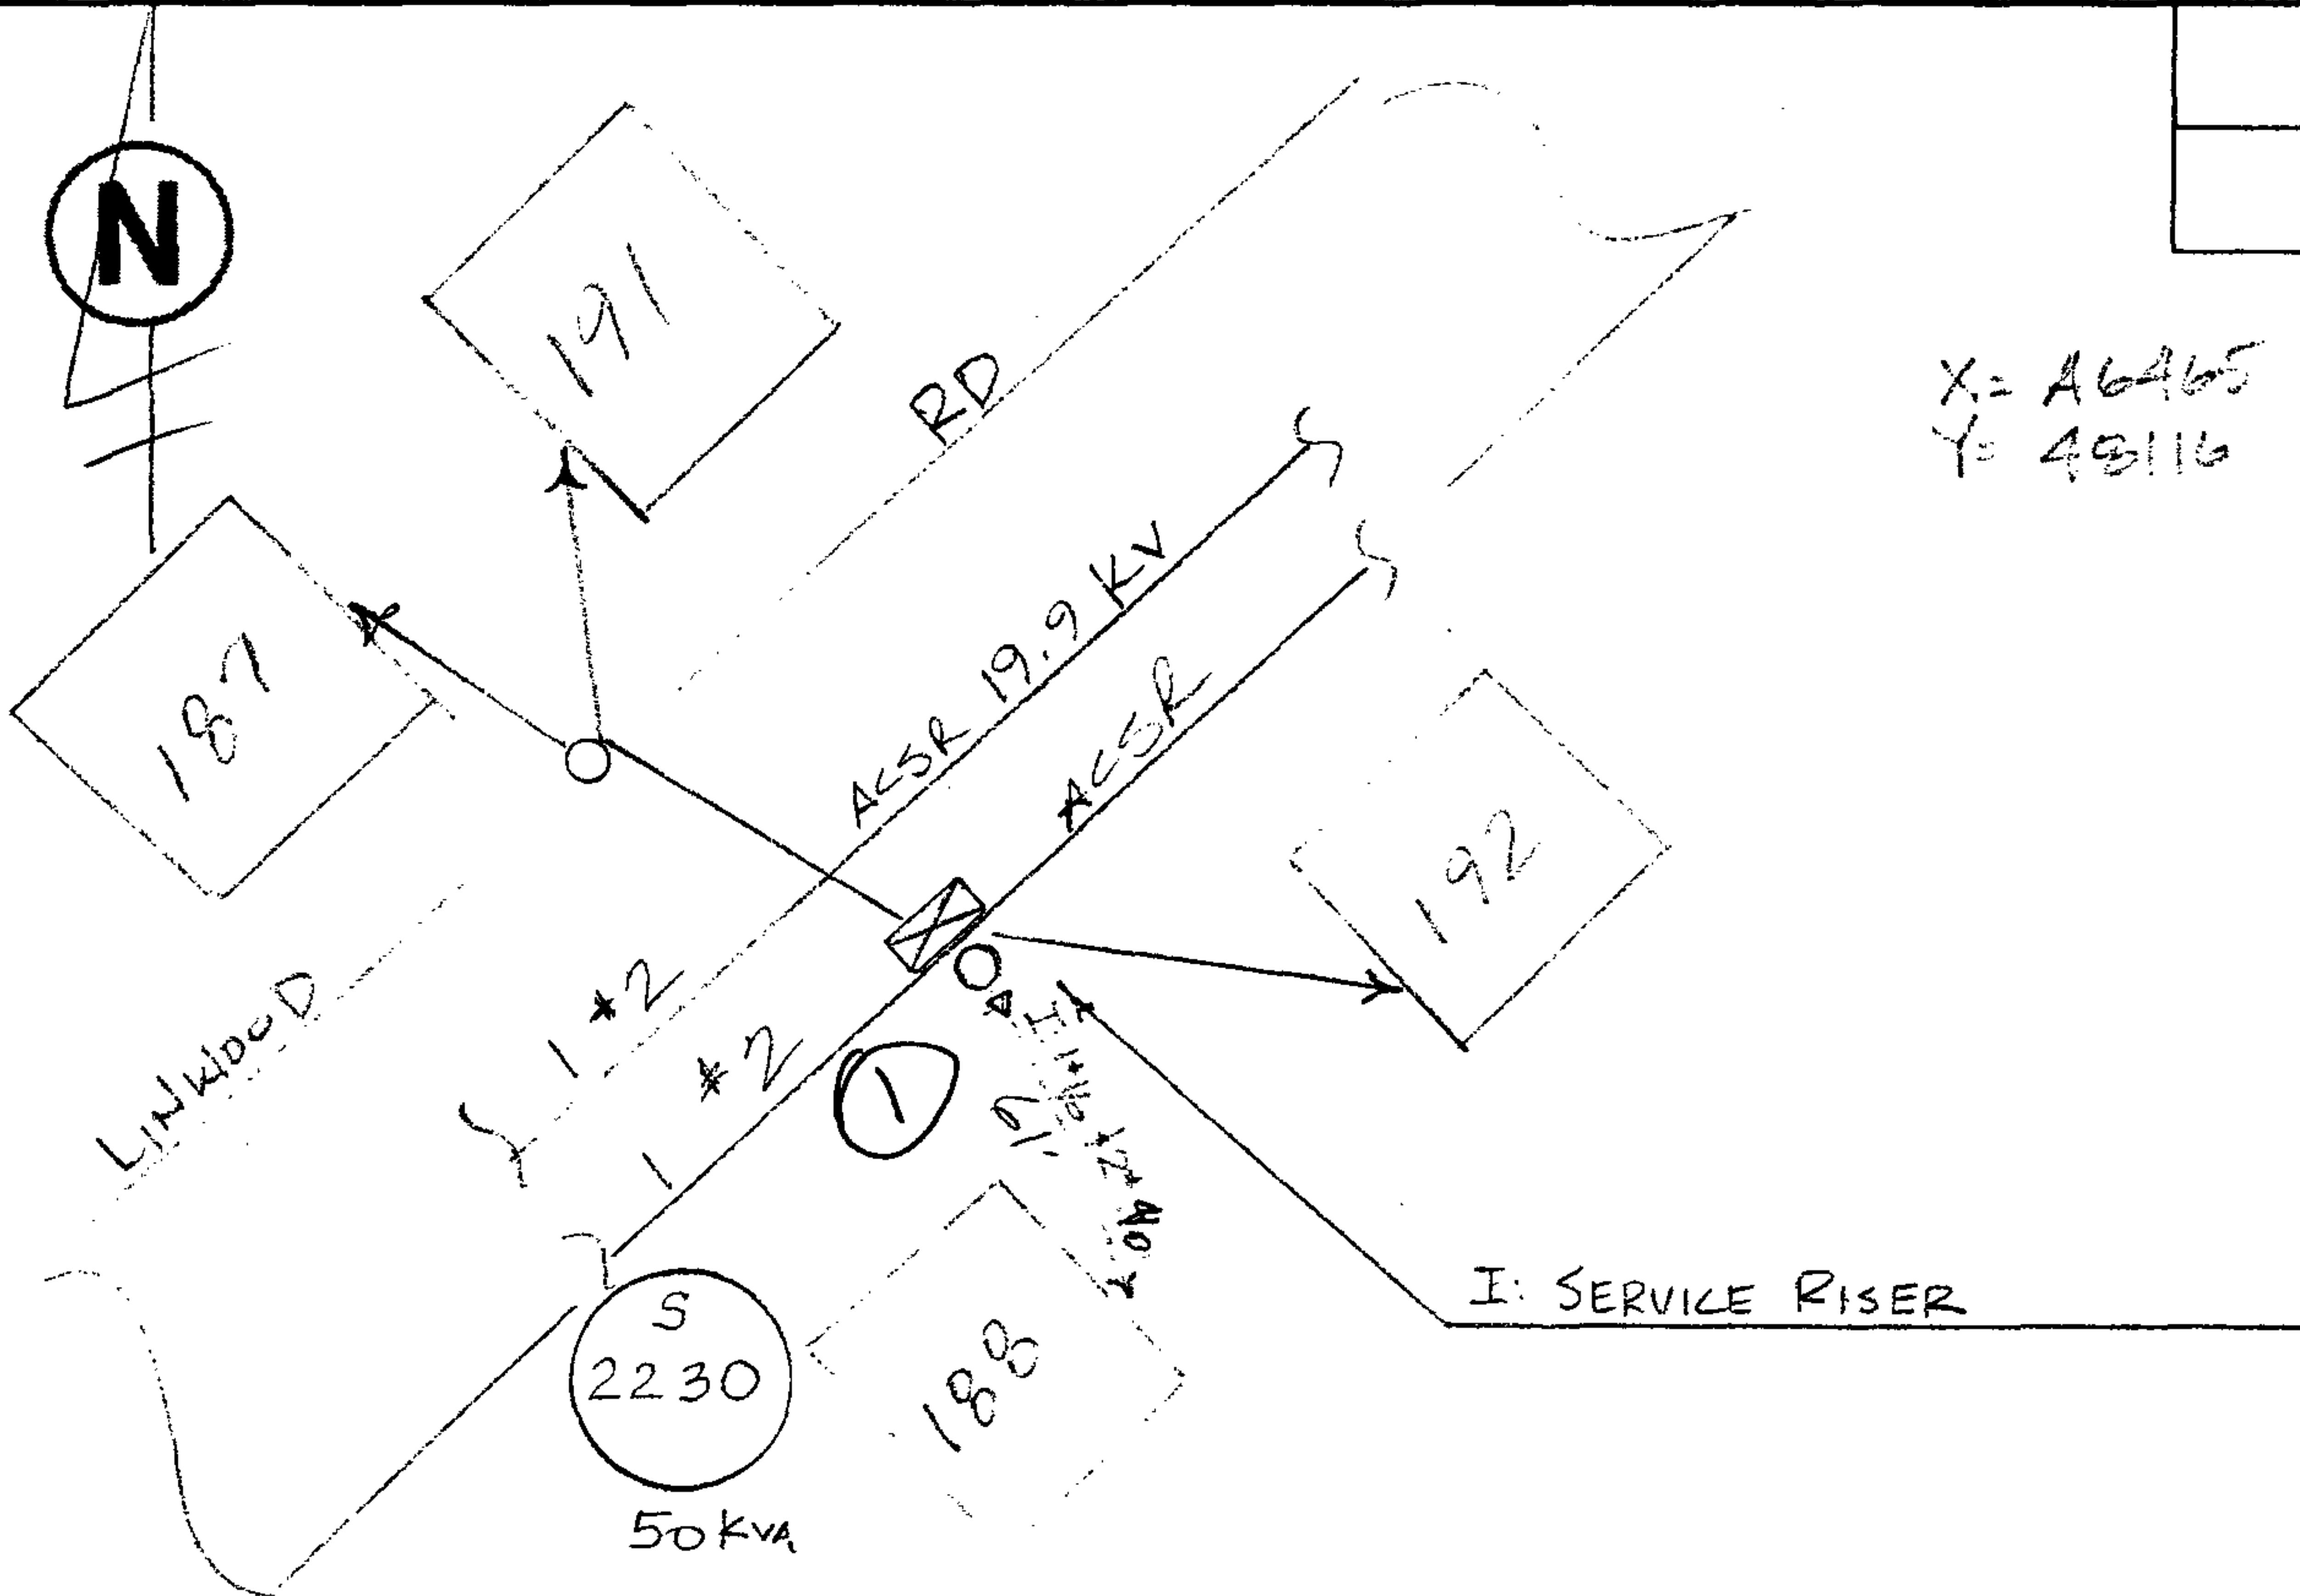 N
191
RD
X= A6465
Y= 48116
187
1 *2 ACSR 19.9 KV
1 *2 ACSR
192
LINWOOD
1
I: SERVICE RISER
S
2230
50 KVA
188